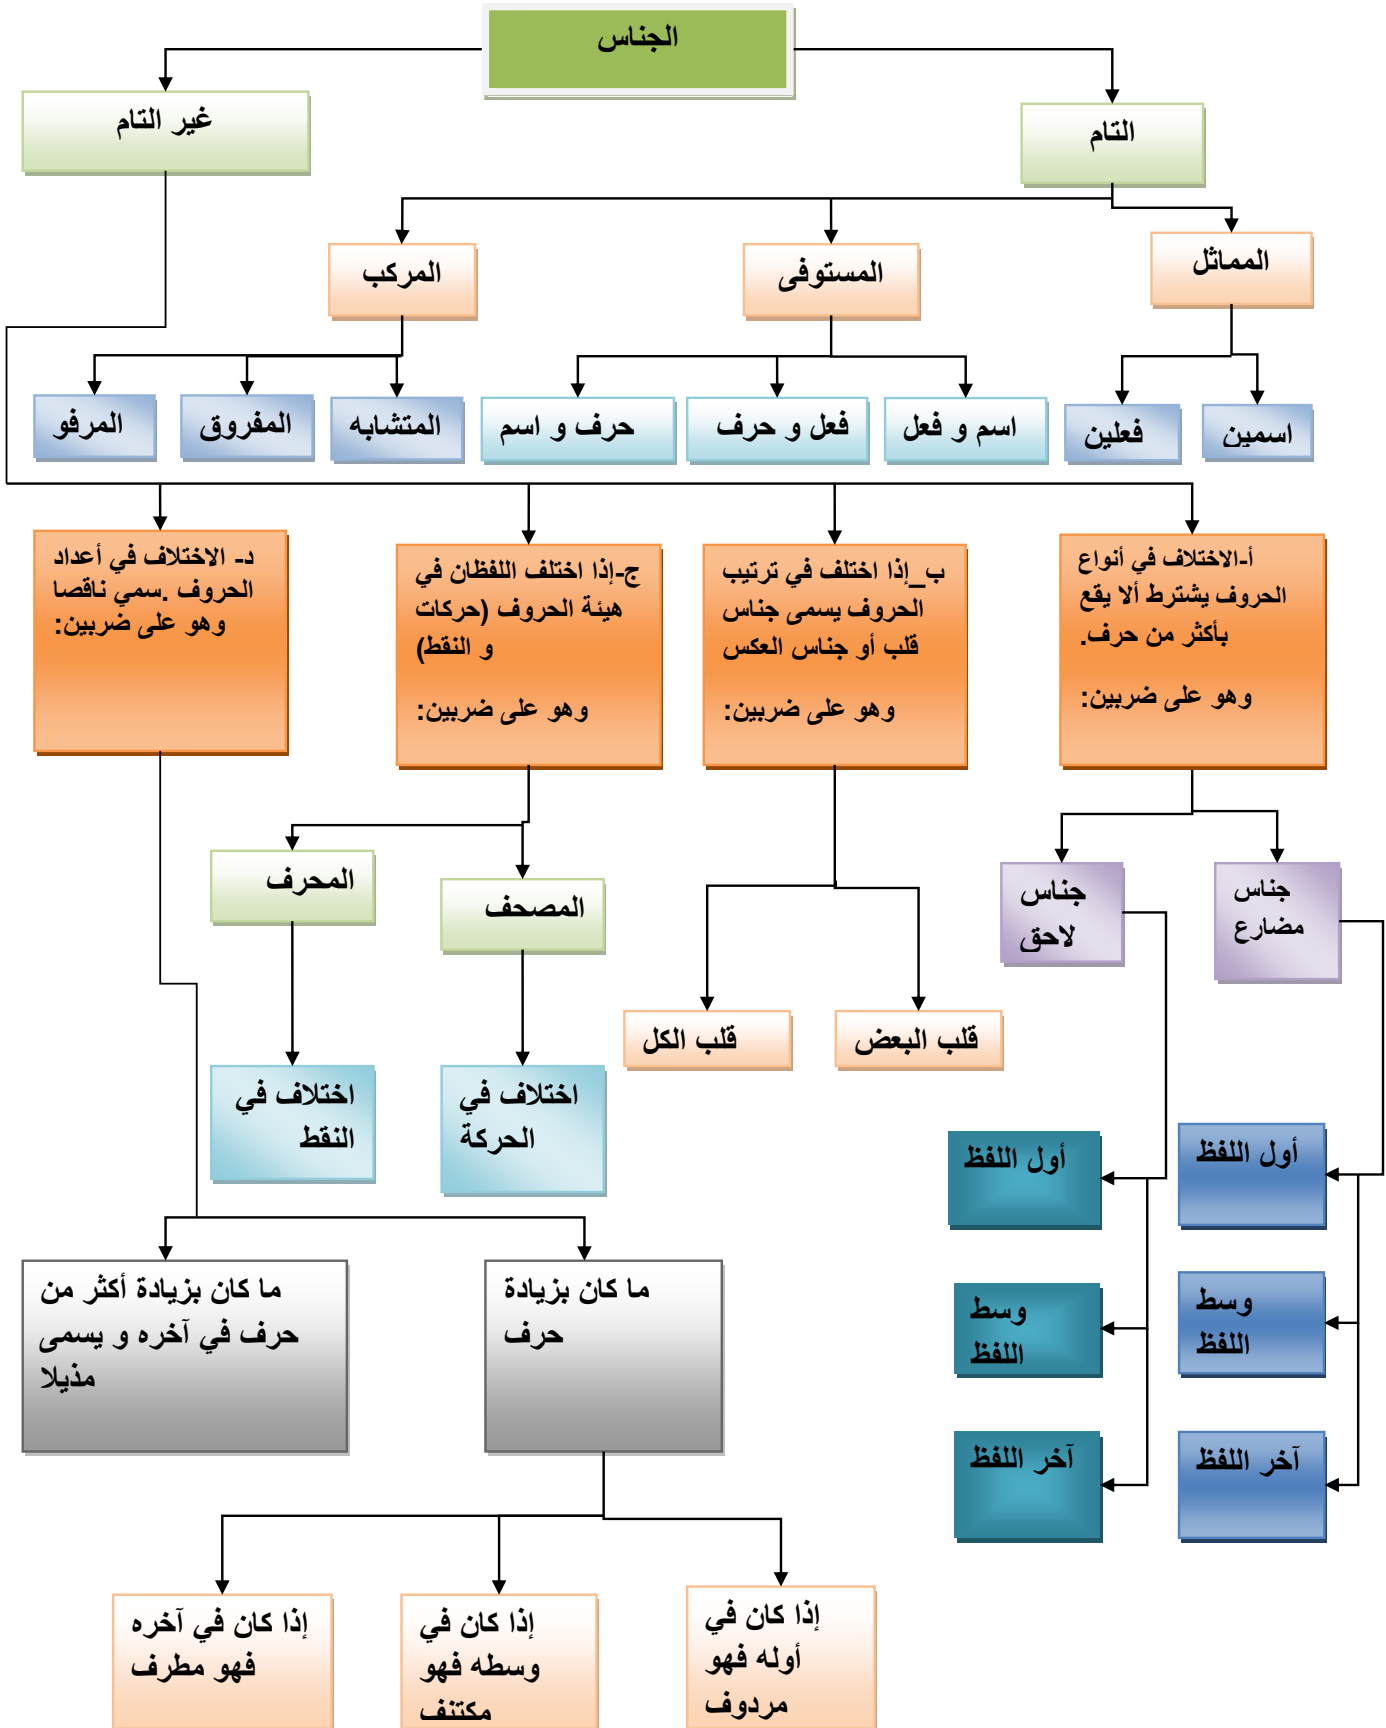 الجناس
التام
غير التام
المماثل
المستوفى
المركب
اسمين
فعلين
اسم و فعل
فعل و حرف
حرف و اسم
المتشابه
المفروق
المرفو
أ-الاختلاف في أنواع
الحروف يشترط ألا يقع
بأكثر من حرف.
وهو على ضربين:
ب_إذا اختلف في ترتيب
الحروف يسمى جناس
قلب أو جناس العكس
وهو على ضربين:
ج-إذا اختلف اللفظان في
هيئة الحروف (حركات
و النقط)
وهو على ضربين:
د- الاختلاف في أعداد
الحروف .سمي ناقصا
وهو على ضربين:
جناس
مضارع
جناس
لاحق
المصحف
المحرف
قلب البعض
قلب الكل
اختلاف في
الحركة
اختلاف في
النقط
أول اللفظ
وسط
اللفظ
آخر اللفظ
أول اللفظ
وسط
اللفظ
آخر اللفظ
ما كان بزيادة
حرف
ما كان بزيادة أكثر من
حرف في آخره و يسمى
مذيلا
إذا كان في
أوله فهو
مردوف
إذا كان في
وسطه فهو
مكتنف
إذا كان في آخره
فهو مطرف